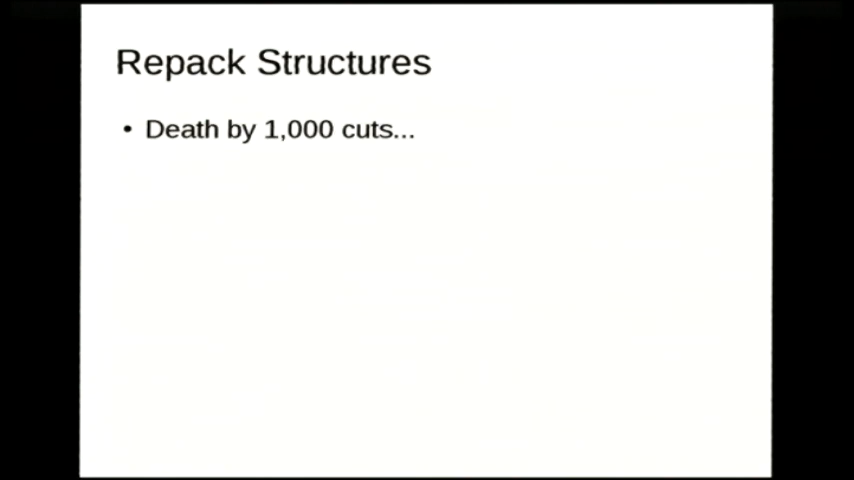 Repack Structures
• Death by 1,000 cuts...